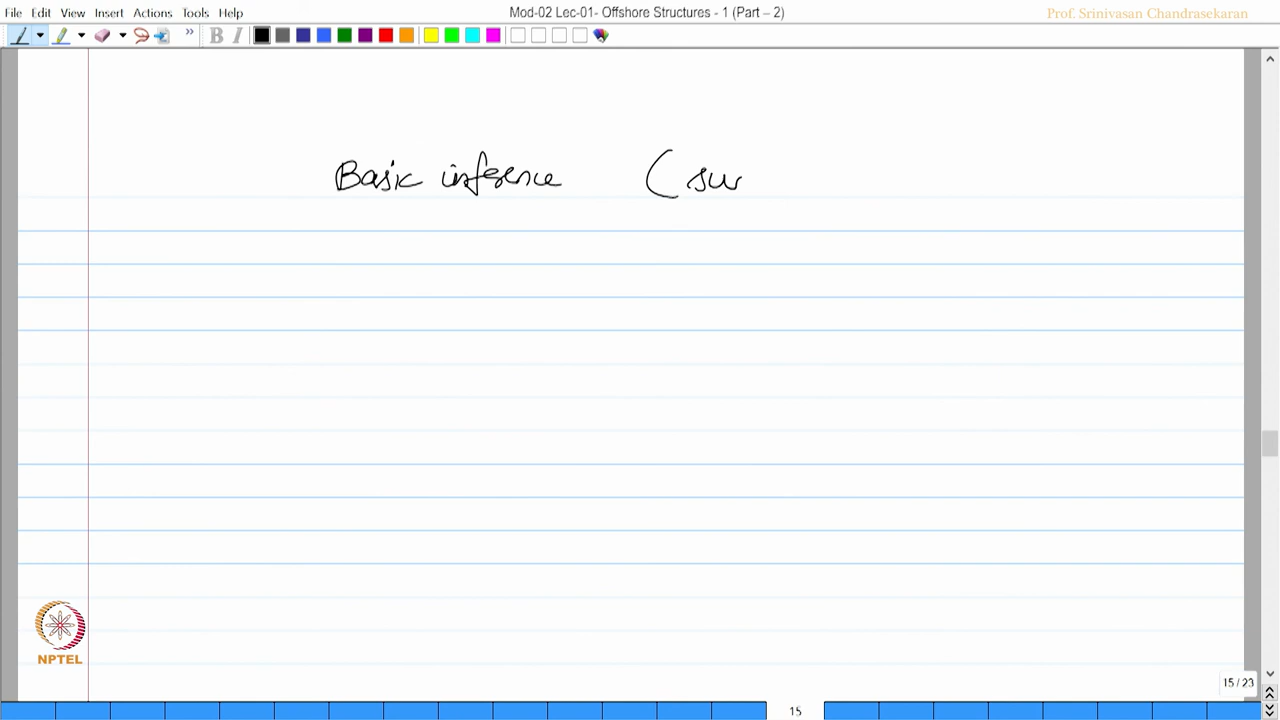 Mod-02 Lec-01- Offshore Structures - 1 (Part – 2)
Prof. Srinivasan Chandrasekaran
File Edit View Insert Actions Tools Help
B I
Basic inference ( sur
NPTEL
15 / 23
15